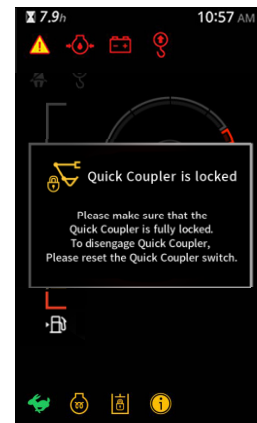 7.9h
10:57 AM
Quick Coupler is locked
Please make sure that the
Quick Coupler is fully locked.
To disengage Quick Coupler,
Please reset the Quick Coupler switch.